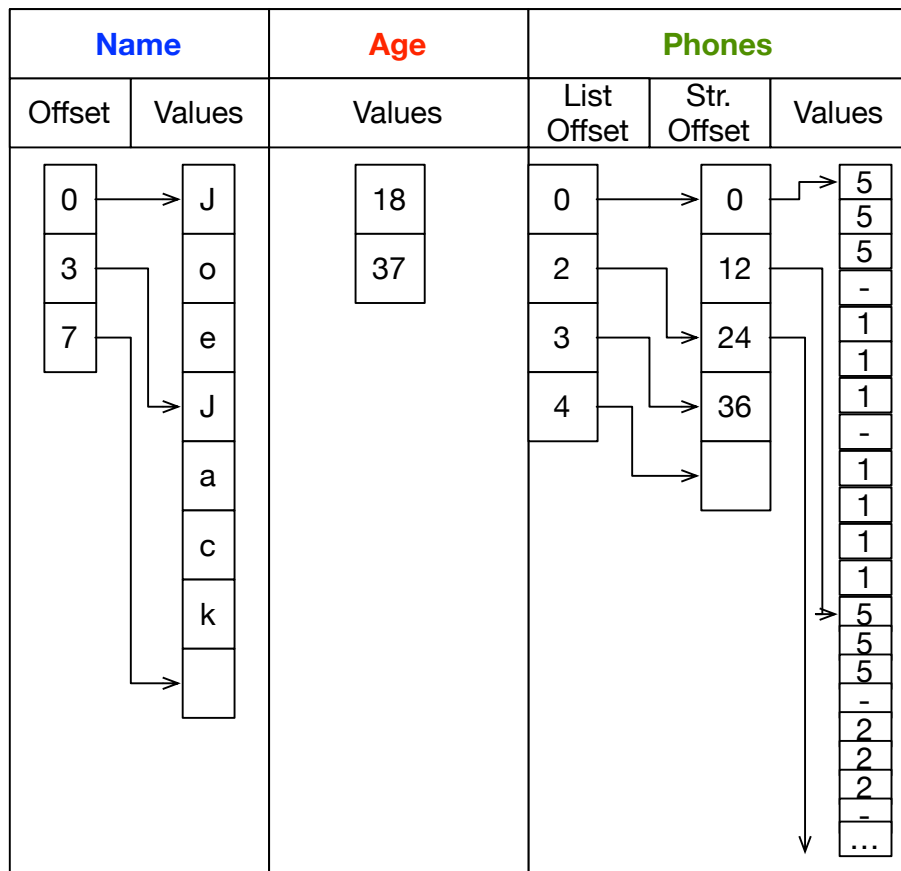 Name Age Phones
Offset Values Values List Offset Str. Offset Values
0 J 18 0 0 5
5
3 o 37 2 12 5
-
7 e 3 24 1
1
J 4 36 1
-
a 1
1
c 1
1
k 5
5
5
-
2
2
2
-
...